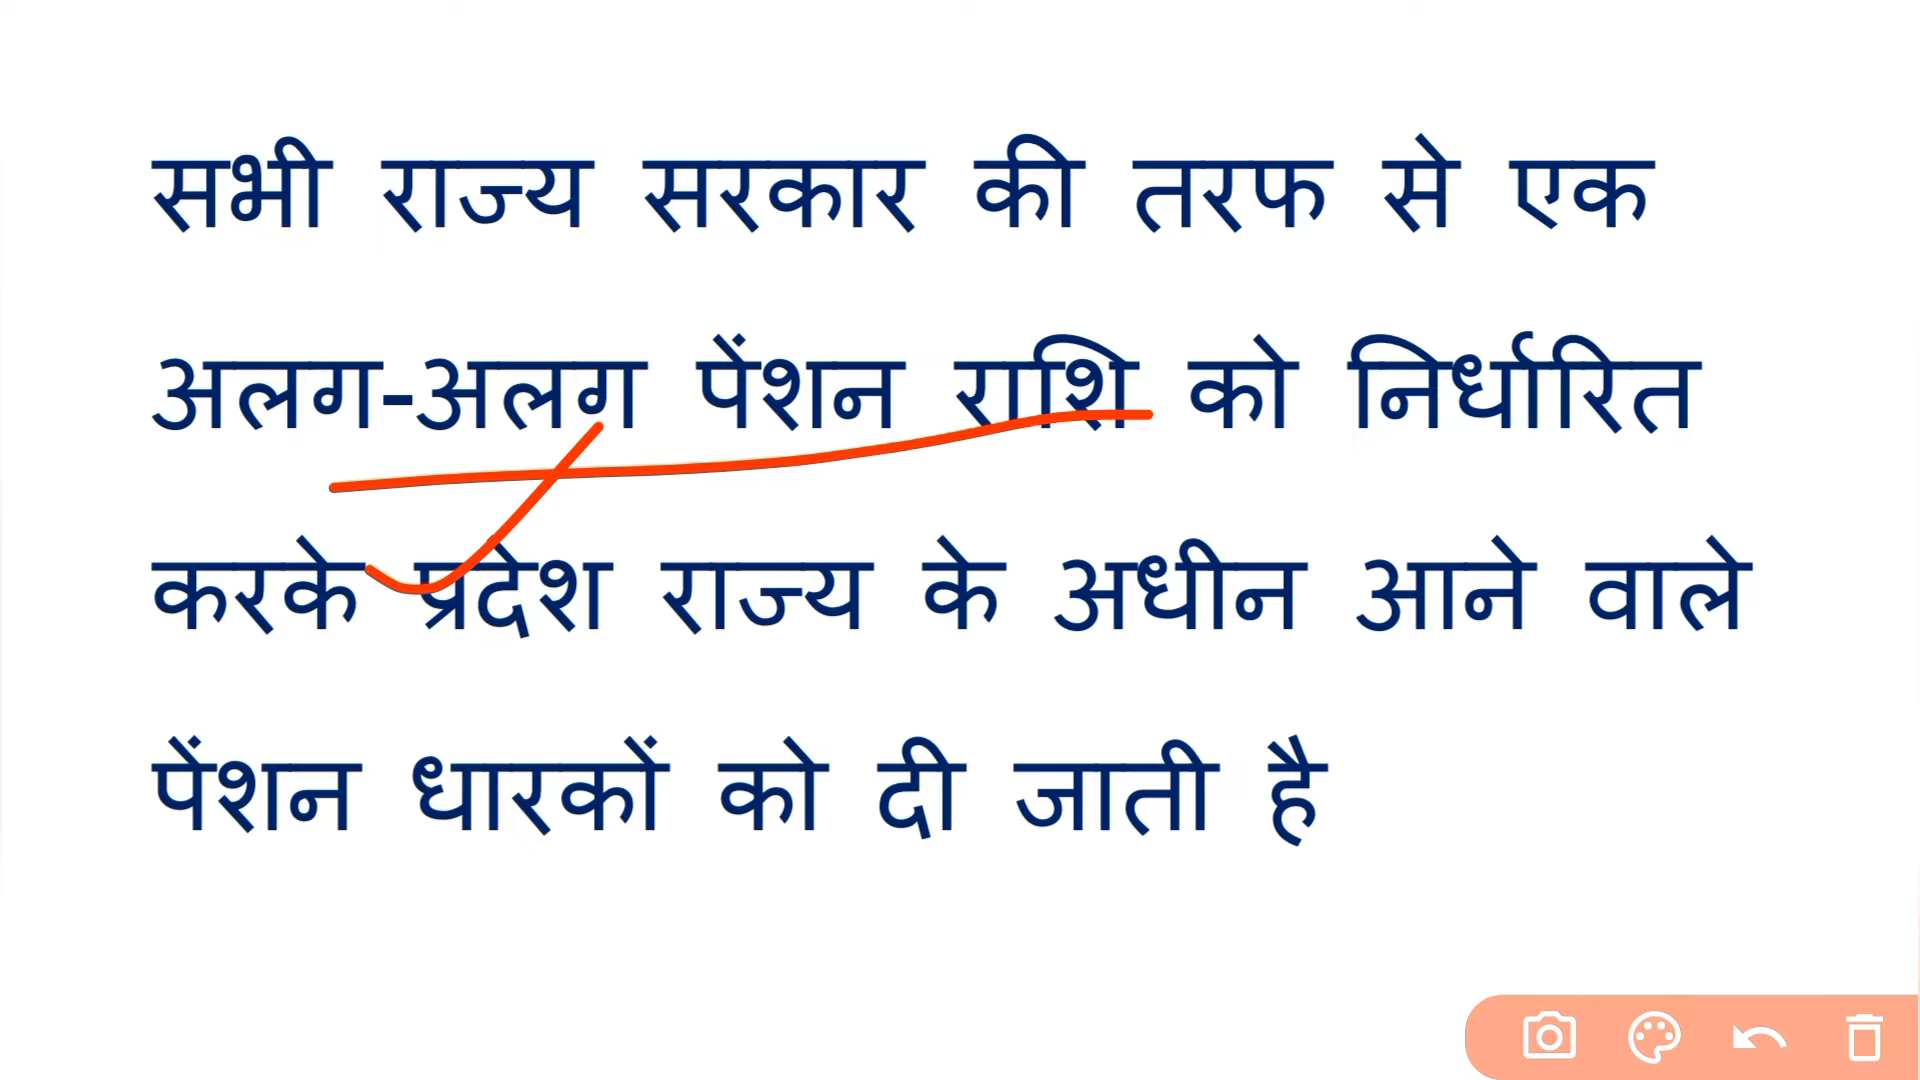 सभी राज्य सरकार की तरफ से एक
अलग-अलग पेंशन राशि को निर्धारित
करके प्रदेश राज्य के अधीन आने वाले
पेंशन धारकों को दी जाती है